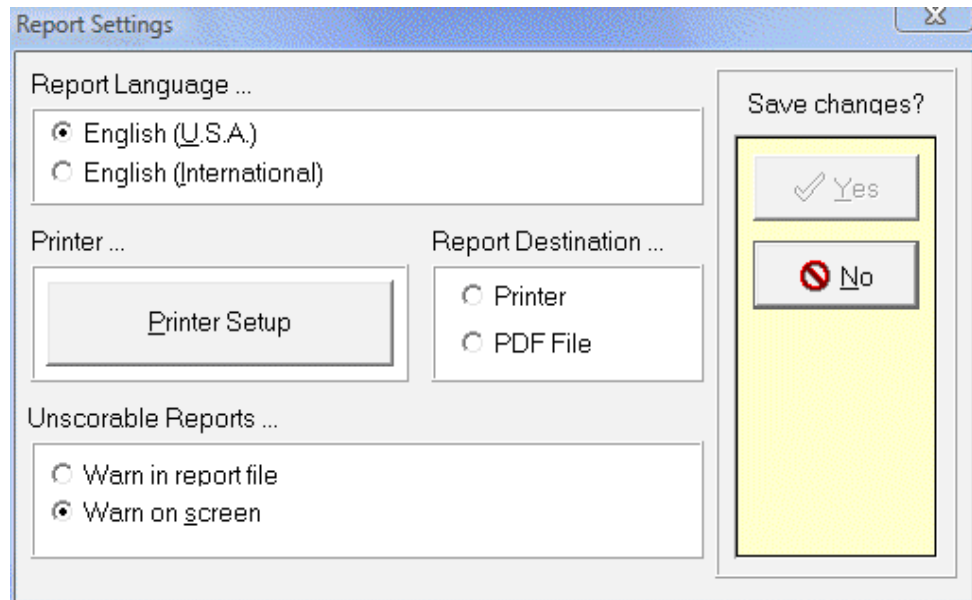 Report Settings
Report Language ...
English (U.S.A.)
English (International)
Printer ...
Printer Setup
Report Destination ...
Printer
PDF File
Unscorable Reports ...
Warn in report file
Warn on screen
Save changes?
Yes
No